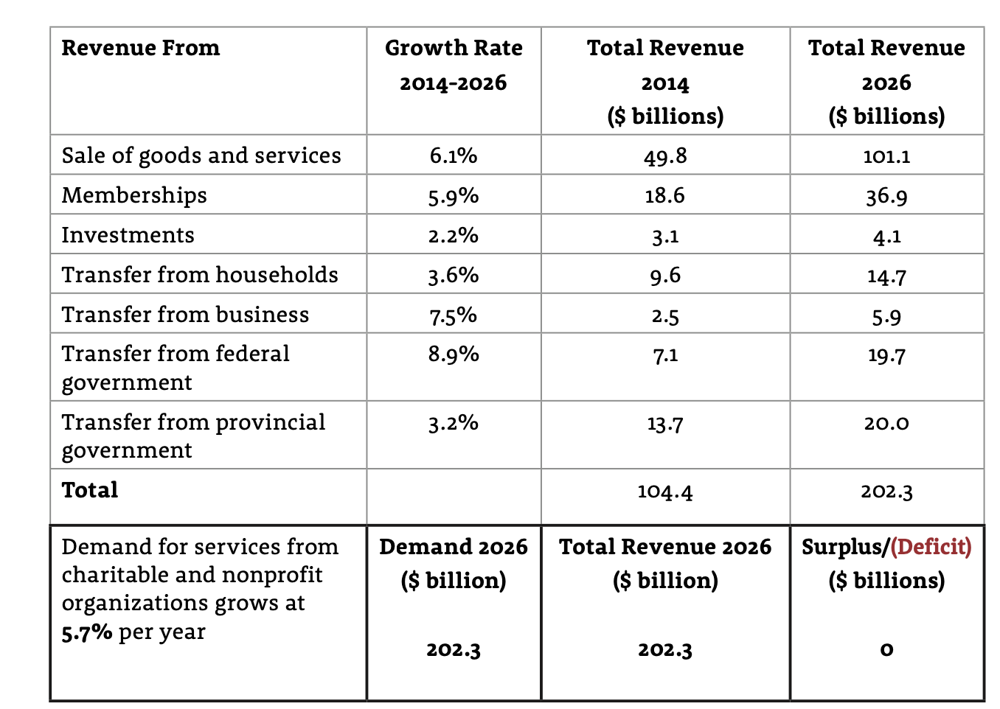 Revenue From Growth Rate Total Revenue Total Revenue
2014-2026 2014 2026
($ billions) ($ billions)
Sale of goods and services 6.1% 49.8 101.1
Memberships 5.9% 18.6 36.9
Investments 2.2% 3.1 4.1
Transfer from households 3.6% 9.6 14.7
Transfer from business 7.5% 2.5 5.9
Transfer from federal 8.9% 7.1 19.7
government
Transfer from provincial 3.2% 13.7 20.0
government
Total 104.4 202.3
Demand for services from Demand 2026 Total Revenue 2026 Surplus/(Deficit)
charitable and nonprofit ($ billion) ($ billion) ($ billions)
organizations grows at
5.7% per year
202.3 202.3 0